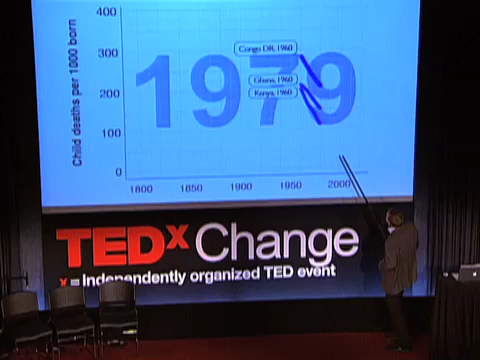 400
Child deaths per 1000 born
300
200
100
0
1979
Congo DR, 1960
Ghana, 1960
Kenya, 1960
1800 1850 1900 1950 2000
TEDx Change
x = Independently organized TED event